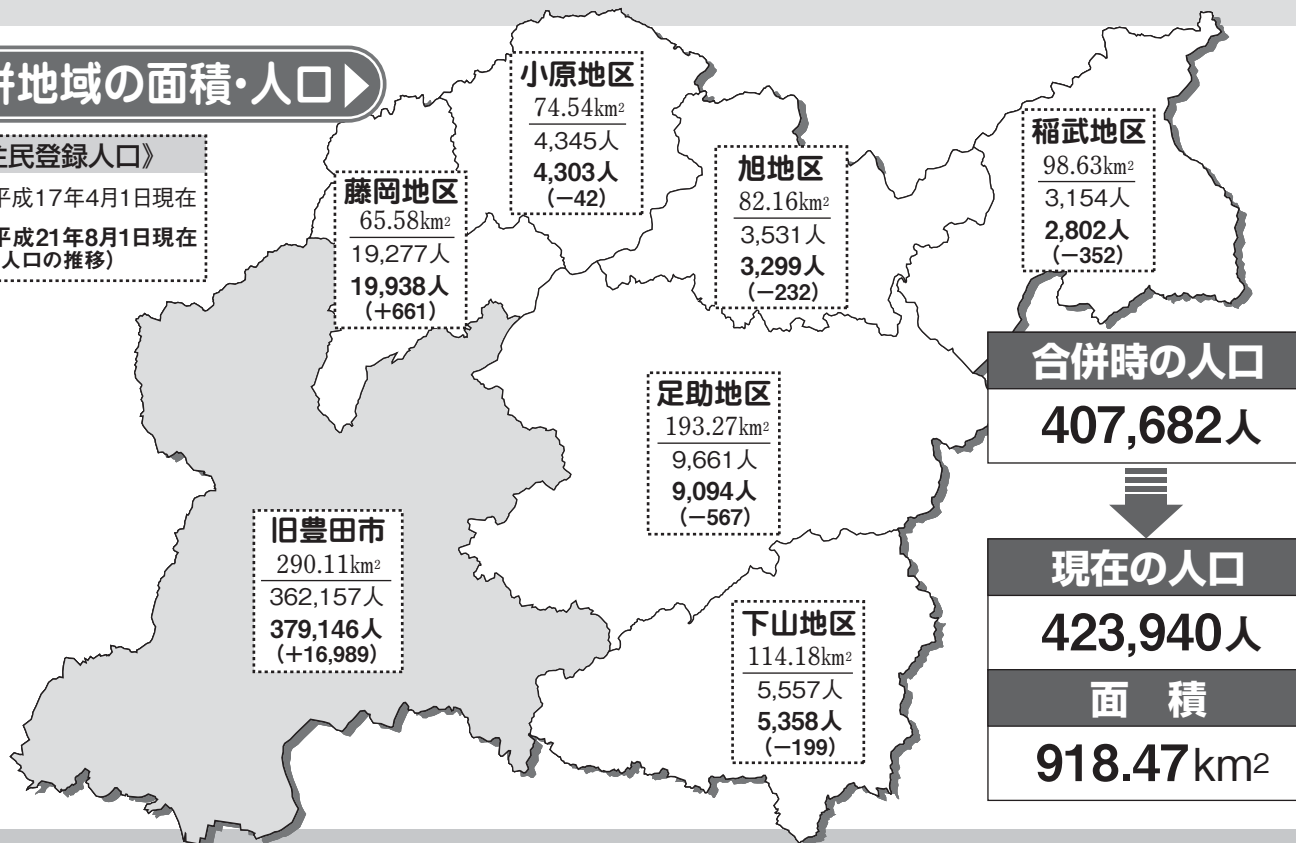 併地域の面積・人口▶
住民登録人口》
平成17年4月1日現在
平成21年8月1日現在
人口の推移）
小原地区
74.54km²
4,345人
4,303人
(−42)
藤岡地区
65.58km²
19,277人
19,938人
(+661)
旭地区
82.16km²
3,531人
3,299人
(−232)
稲武地区
98.63km²
3,154人
2,802人
(−352)
足助地区
193.27km²
9,661人
9,094人
(−567)
旧豊田市
290.11km²
362,157人
379,146人
(+16,989)
下山地区
114.18km²
5,557人
5,358人
(−199)
合併時の人口
407,682人
現在の人口
423,940人
面　積
918.47km²